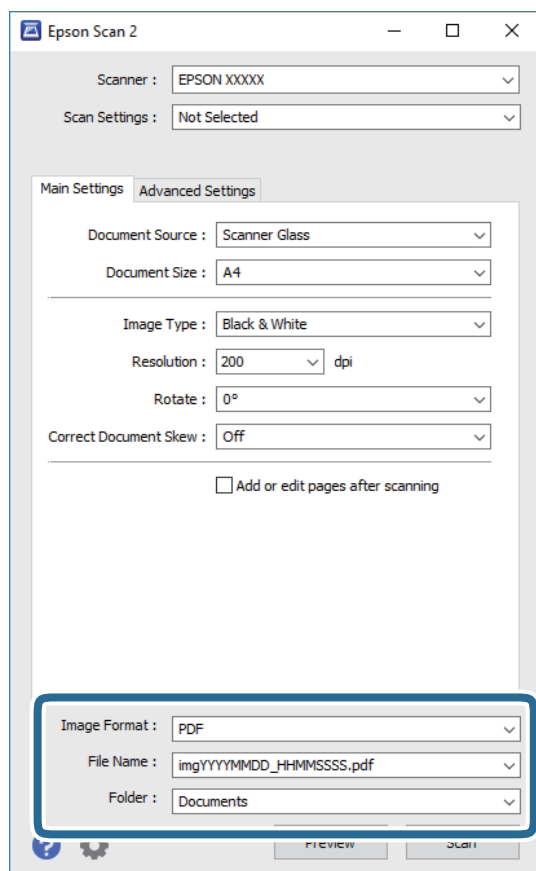 Epson Scan 2
Scanner : EPSON XXXXX
Scan Settings : Not Selected
Main Settings Advanced Settings
Document Source : Scanner Glass
Document Size : A4
Image Type : Black & White
Resolution : 200 dpi
Rotate : 0°
Correct Document Skew : Off
Add or edit pages after scanning
Image Format : PDF
File Name : imgYYYYMMDD_HHMMSSSS.pdf
Folder : Documents
? Preview Scan